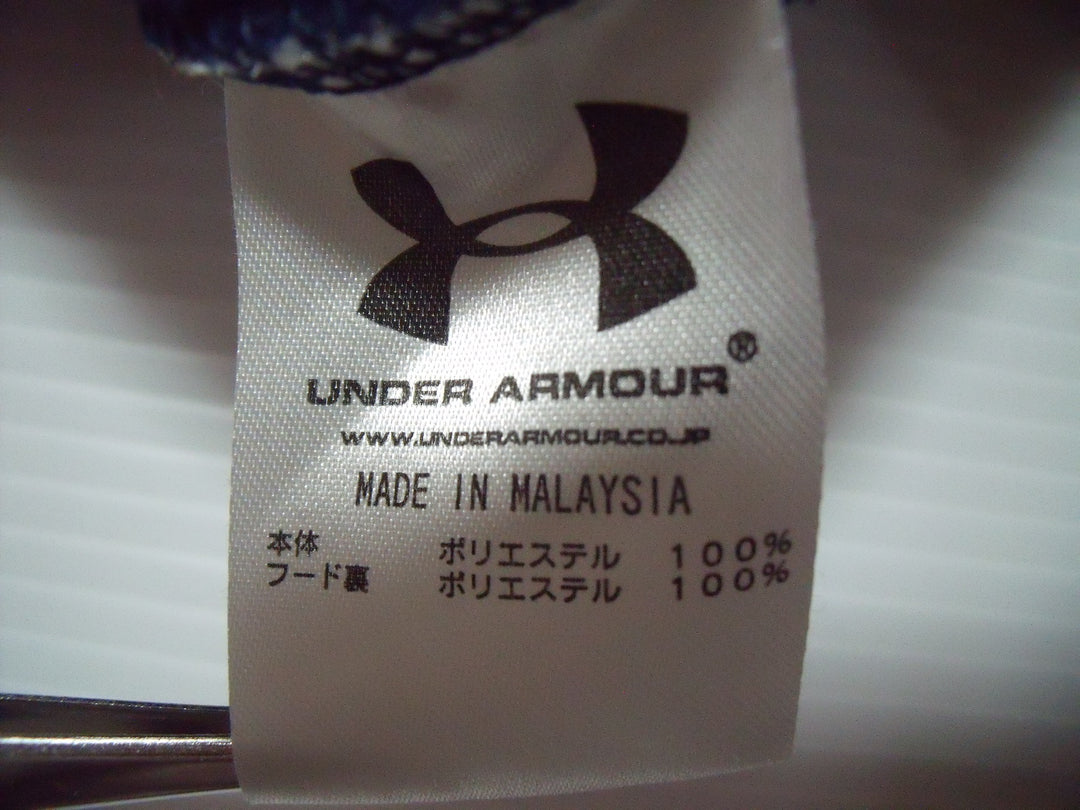 UNDER ARMOUR®
WWW.UNDERARMOUR.CO.JP
MADE IN MALAYSIA
本体 ポリエステル 100%
フード裏 ポリエステル 100%